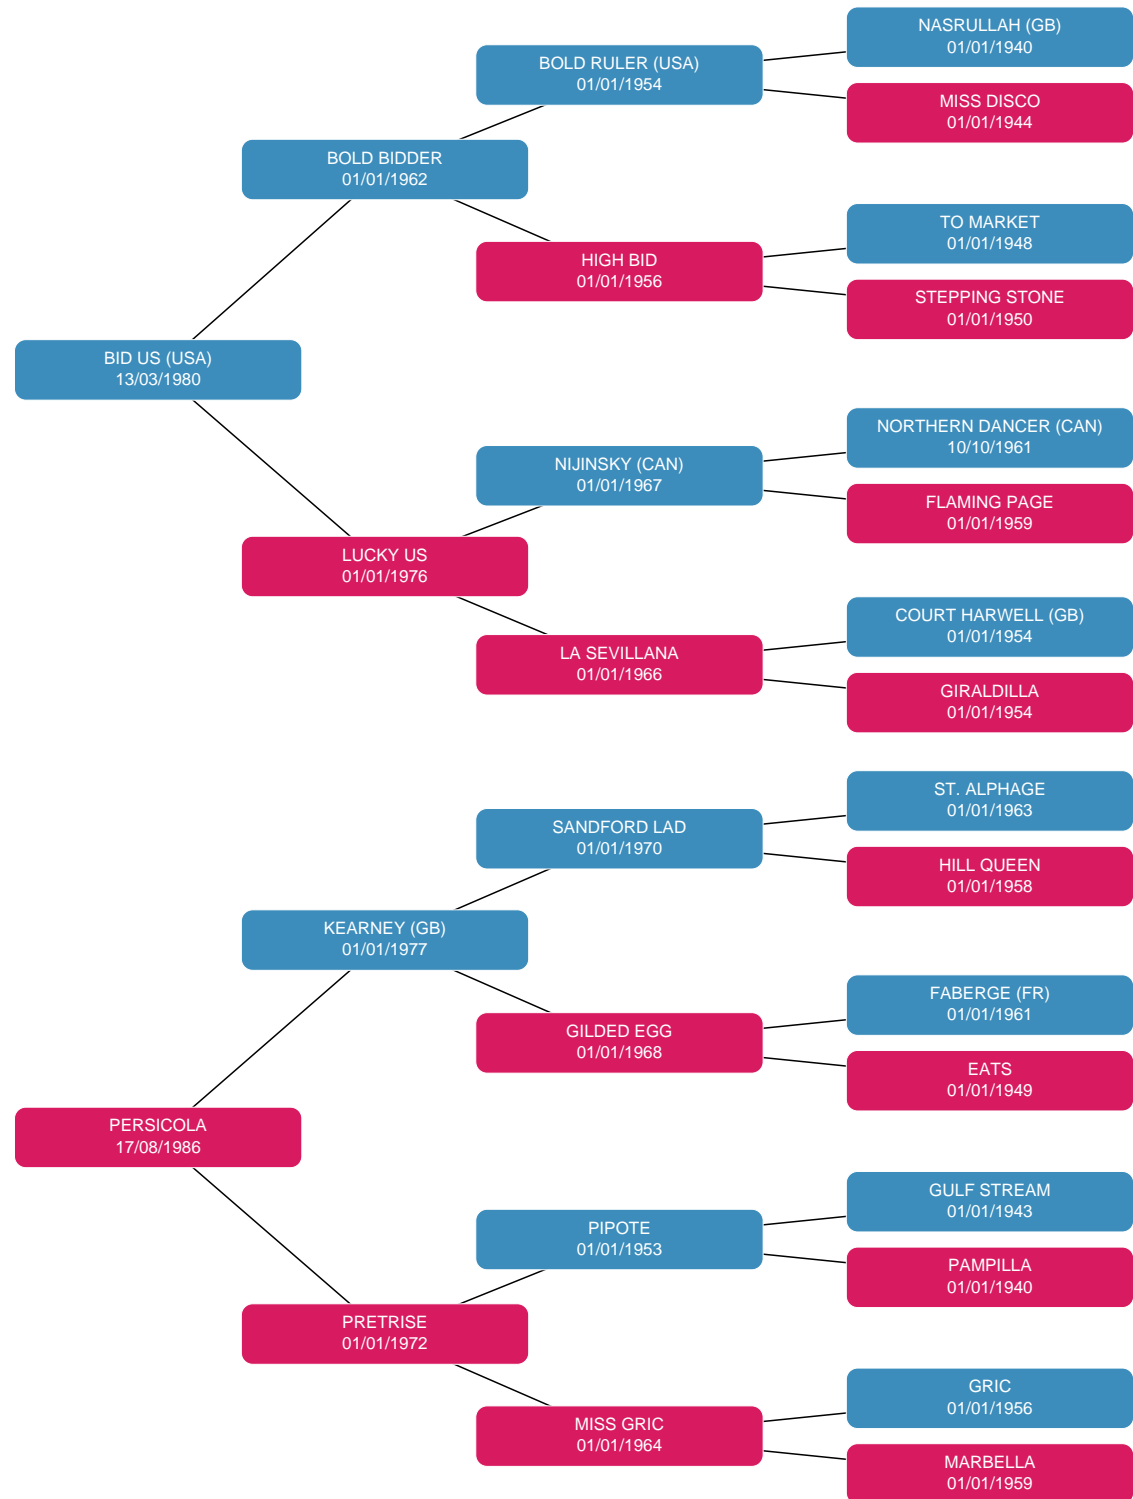 NASRULLAH (GB)
01/01/1940
BOLD RULER (USA)
01/01/1954
MISS DISCO
01/01/1944
BOLD BIDDER
01/01/1962
TO MARKET
01/01/1948
HIGH BID
01/01/1956
STEPPING STONE
01/01/1950
BID US (USA)
13/03/1980
NORTHERN DANCER (CAN)
10/10/1961
NIJINSKY (CAN)
01/01/1967
FLAMING PAGE
01/01/1959
LUCKY US
01/01/1976
COURT HARWELL (GB)
01/01/1954
LA SEVILLANA
01/01/1966
GIRALDILLA
01/01/1954
ST. ALPHAGE
01/01/1963
SANDFORD LAD
01/01/1970
HILL QUEEN
01/01/1958
KEARNEY (GB)
01/01/1977
FABERGE (FR)
01/01/1961
GILDED EGG
01/01/1968
EATS
01/01/1949
PERSICOLA
17/08/1986
GULF STREAM
01/01/1943
PIPOTE
01/01/1953
PAMPILLA
01/01/1940
PRETRISE
01/01/1972
GRIC
01/01/1956
MISS GRIC
01/01/1964
MARBELLA
01/01/1959